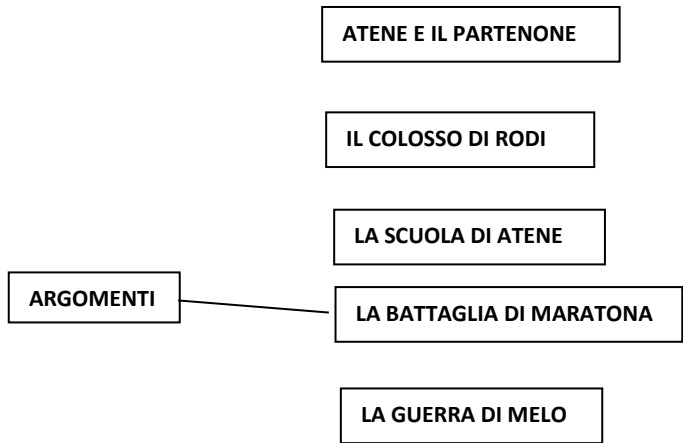 ATENE E IL PARTENONE
IL COLOSSO DI RODI
LA SCUOLA DI ATENE
ARGOMENTI
LA BATTAGLIA DI MARATONA
LA GUERRA DI MELO